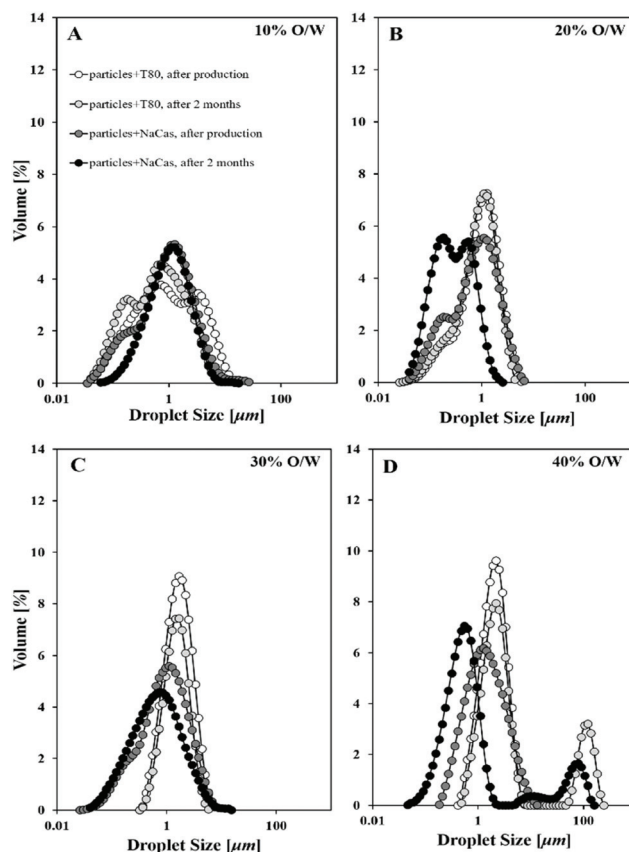 A
10% O/W
particles+T80, after production
particles+T80, after 2 months
particles+NaCas, after production
particles+NaCas, after 2 months
14
12
10
8
6
4
2
0
Volume [%]
0.01
1
100
Droplet Size [µm]
B
20% O/W
14
12
10
8
6
4
2
0
0.01
1
100
Droplet Size [µm]
C
30% O/W
14
12
10
8
6
4
2
0
Volume [%]
0.01
1
100
Droplet Size [µm]
D
40% O/W
14
12
10
8
6
4
2
0
0.01
1
100
Droplet Size [µm]